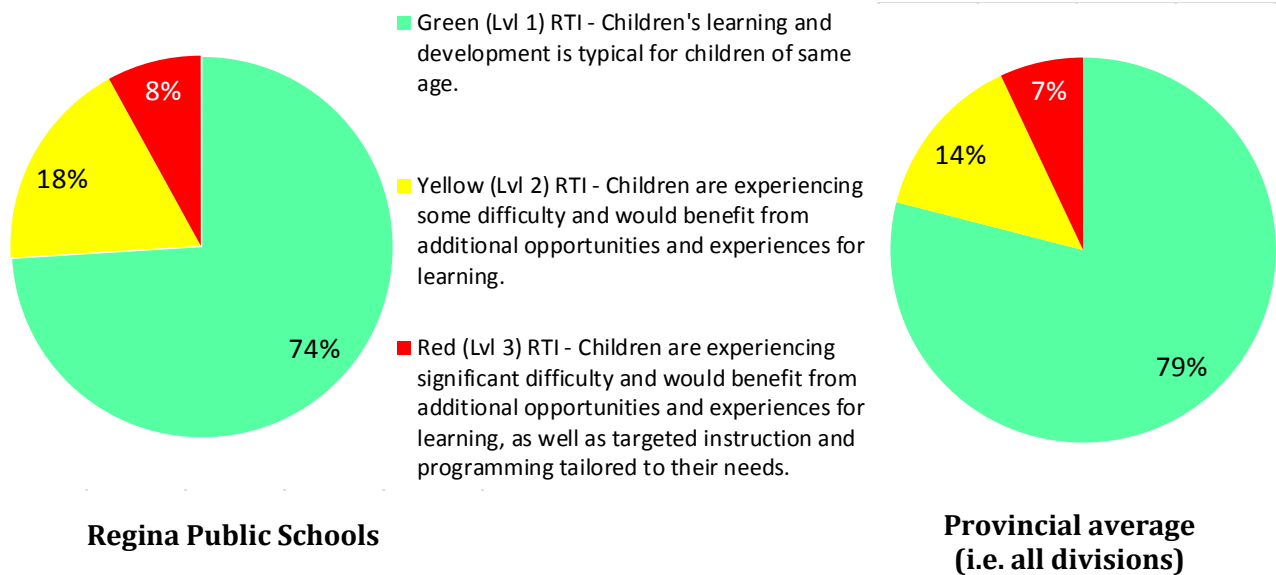 8%
18%
74%
Regina Public Schools
Green (Lvl 1) RTI - Children's learning and
development is typical for children of same
age.
Yellow (Lvl 2) RTI - Children are experiencing
some difficulty and would benefit from
additional opportunities and experiences for
learning.
Red (Lvl 3) RTI - Children are experiencing
significant difficulty and would benefit from
additional opportunities and experiences for
learning, as well as targeted instruction and
programming tailored to their needs.
7%
14%
79%
Provincial average
(i.e. all divisions)